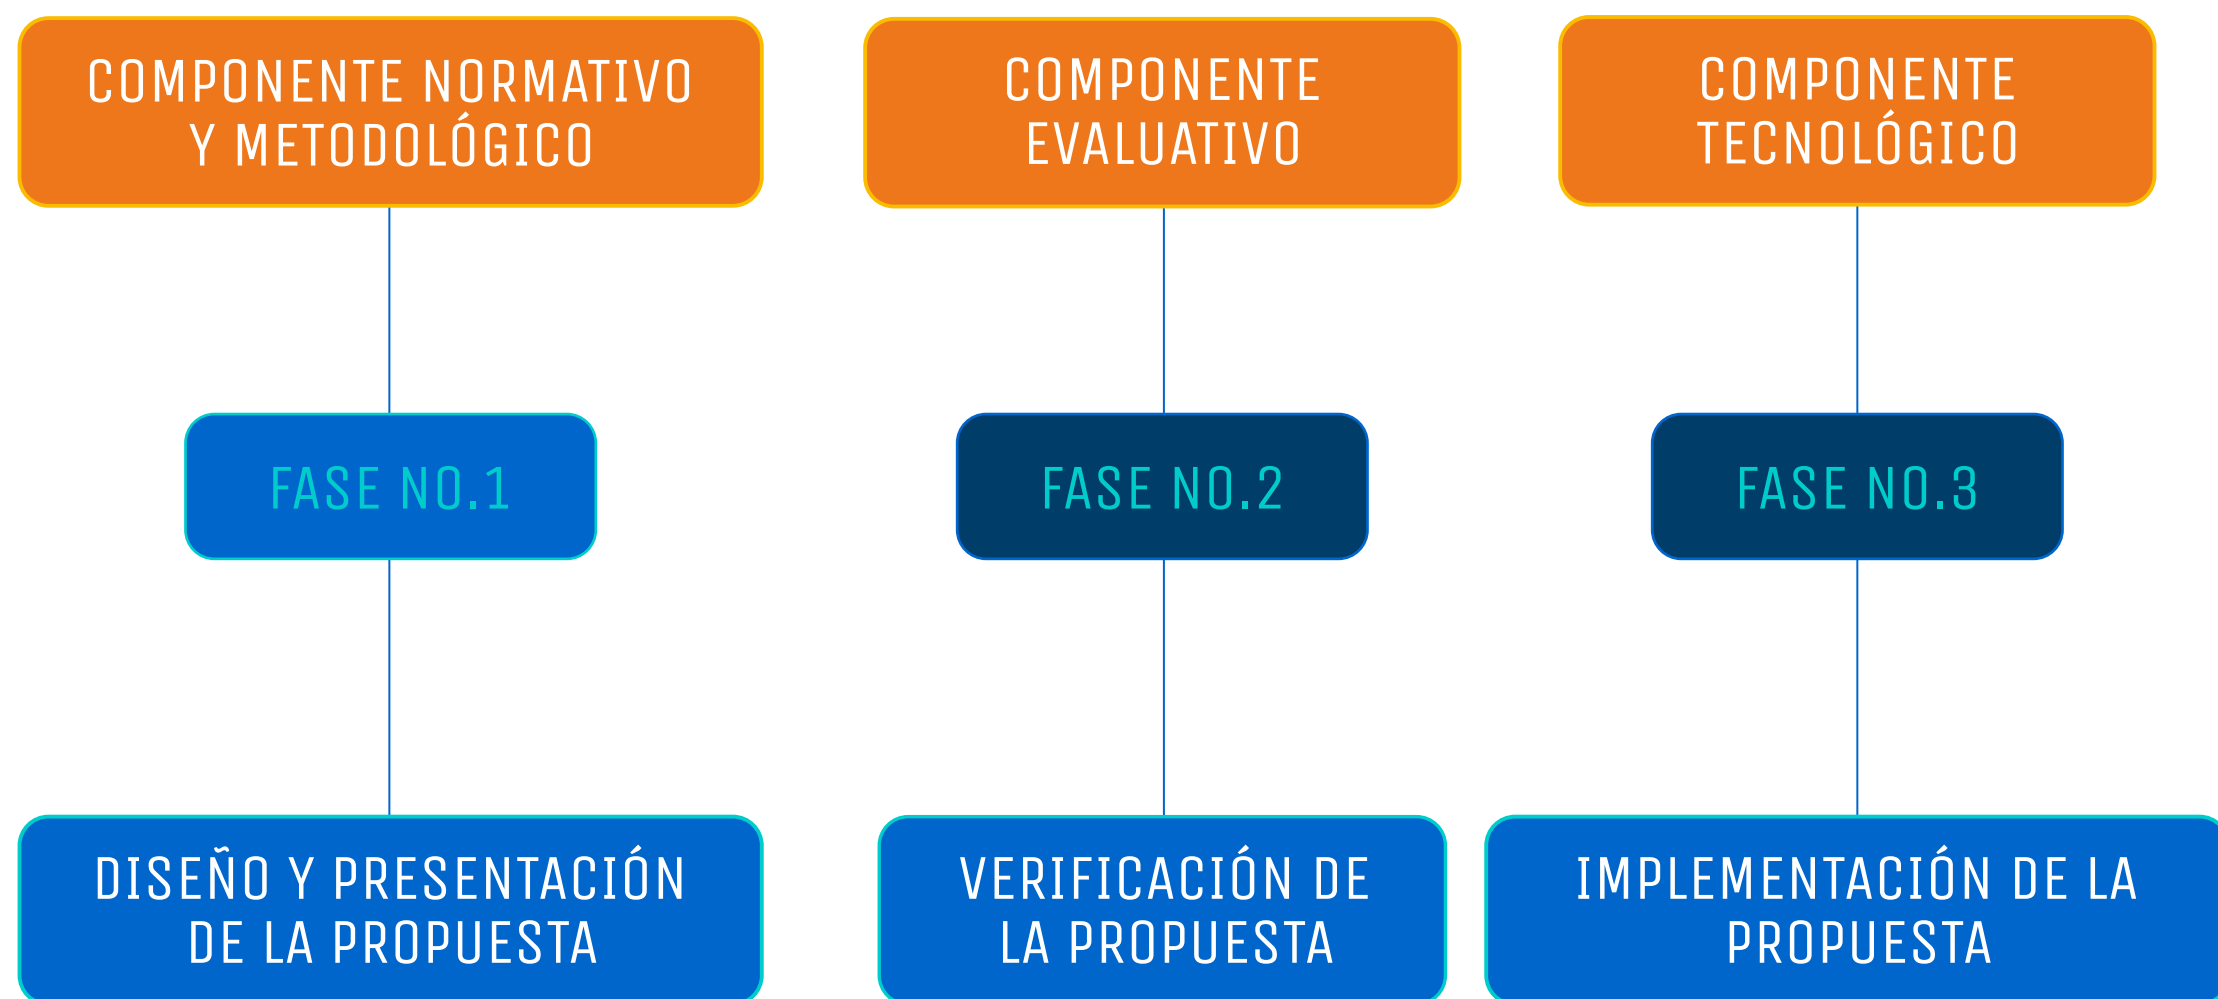 COMPONENTE NORMATIVO
Y METODOLÓGICO
COMPONENTE
EVALUATIVO
COMPONENTE
TECNOLÓGICO
FASE NO.1
FASE NO.2
FASE NO.3
DISEÑO Y PRESENTACIÓN
DE LA PROPUESTA
VERIFICACIÓN DE
LA PROPUESTA
IMPLEMENTACIÓN DE LA
PROPUESTA